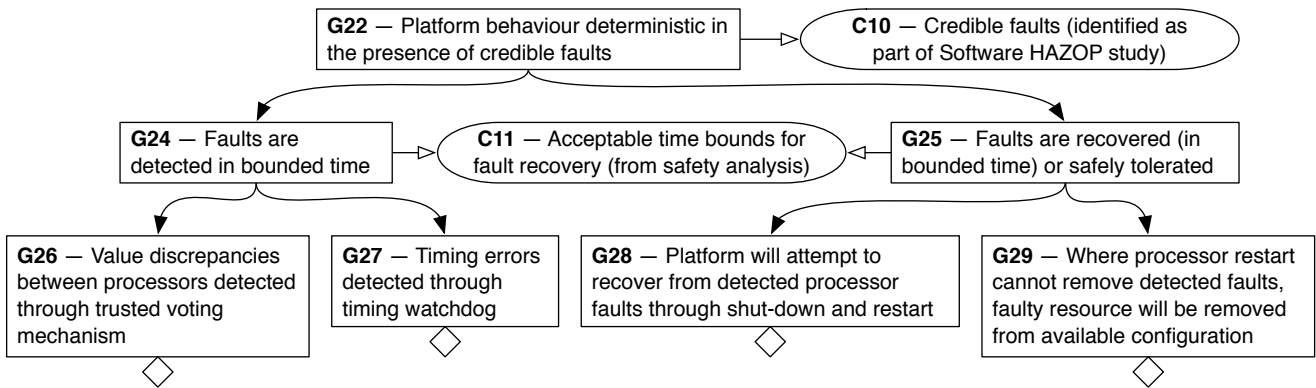 G22 — Platform behaviour deterministic in
the presence of credible faults
C10 — Credible faults (identified as
part of Software HAZOP study)
G24 — Faults are
detected in bounded time
C11 — Acceptable time bounds for
fault recovery (from safety analysis)
G25 — Faults are recovered (in
bounded time) or safely tolerated
G26 — Value discrepancies
between processors detected
through trusted voting
mechanism
G27 — Timing errors
detected through
timing watchdog
G28 — Platform will attempt to
recover from detected processor
faults through shut-down and restart
G29 — Where processor restart
cannot remove detected faults,
faulty resource will be removed
from available configuration